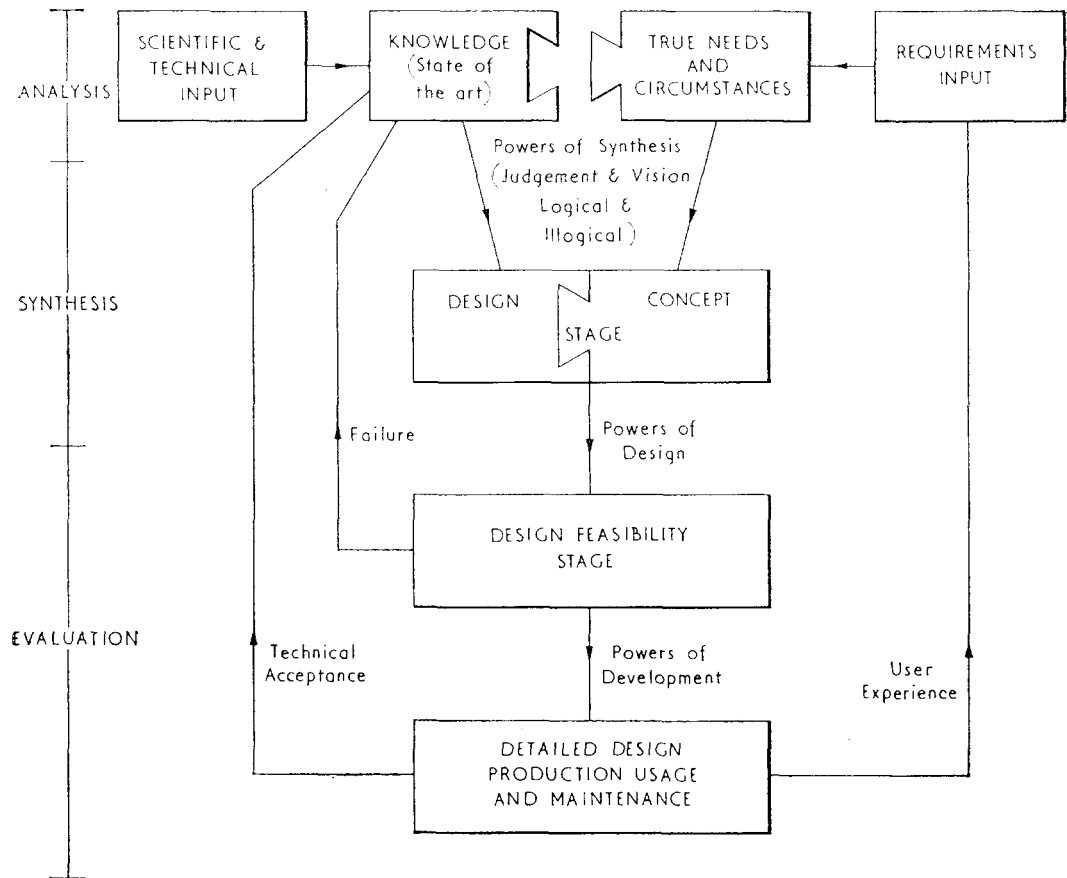 SCIENTIFIC &
TECHNICAL
INPUT
KNOWLEDGE
(State of
the art)
TRUE NEEDS
AND
CIRCUMSTANCES
REQUIREMENTS
INPUT
ANALYSIS
Powers of Synthesis
(Judgement & Vision
Logical &
Illogical)
SYNTHESIS
DESIGN
CONCEPT
STAGE
Failure
Powers of
Design
DESIGN FEASIBILITY
STAGE
EVALUATION
Technical
Acceptance
Powers of
Development
User
Experience
DETAILED DESIGN
PRODUCTION USAGE
AND MAINTENANCE